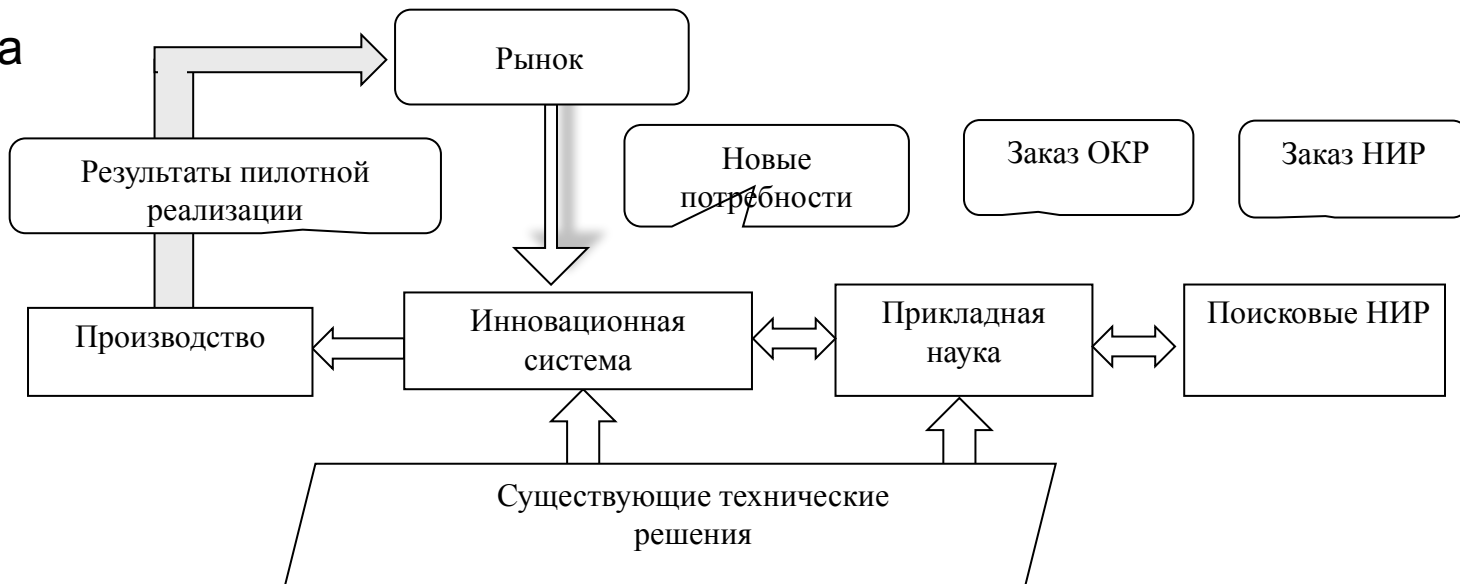 а
Рынок
Результаты пилотной
реализации
Новые
потребности
Заказ ОКР
Заказ НИР
Производство
Инновационная
система
Прикладная
наука
Поисковые НИР
Существующие технические
решения